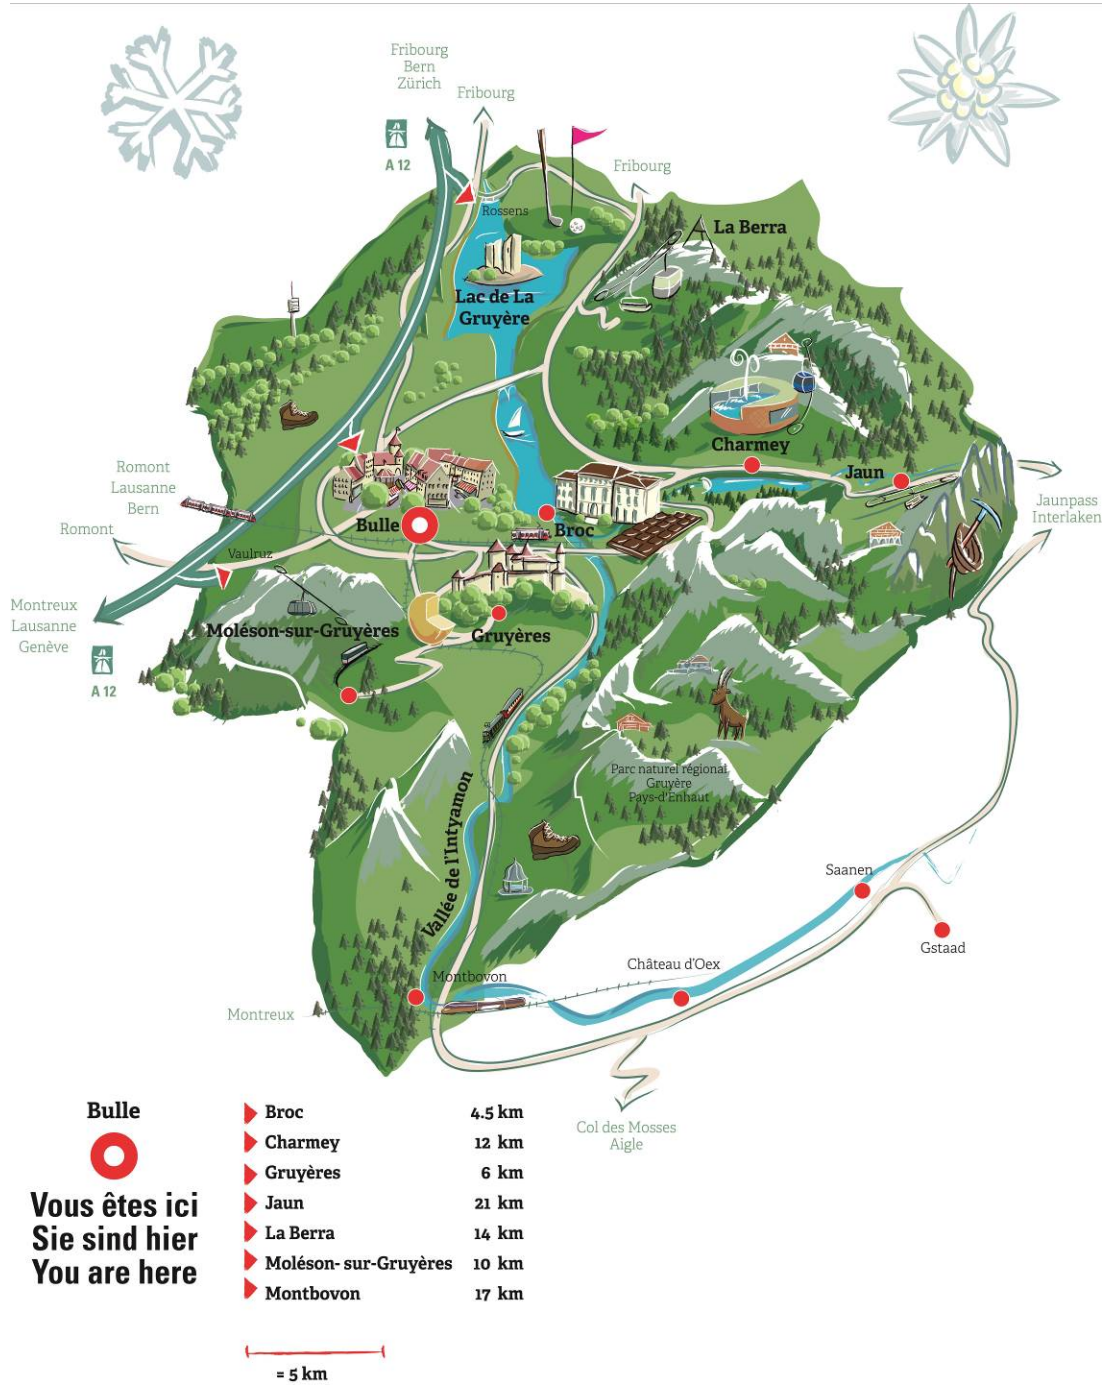 Fribourg
Bern
Zürich
Fribourg
A 12
Fribourg
Rossens
La Berra
Lac de La
Gruyère
Charmey
Jaun
Romont
Lausanne
Bern
Jaunpass
Interlaken
Romont
Bulle
Broc
Vaulruz
Montreux
Lausanne
Genève
A 12
Moléson-sur-Gruyères
Gruyères
Parc naturel régional
Gruyère
Pays-d'Enhaut
Vallée de l'Intyamon
Saanen
Gstaad
Château d'Oex
Montbovon
Montreux
Col des Mosses
Aigle
Bulle
Vous êtes ici
Sie sind hier
You are here
Broc 4.5 km
Charmey 12 km
Gruyères 6 km
Jaun 21 km
La Berra 14 km
Moléson- sur-Gruyères 10 km
Montbovon 17 km
= 5 km